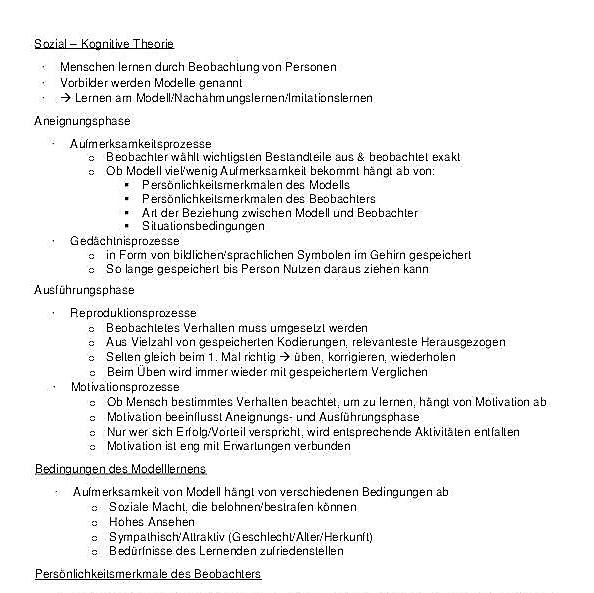 Sozial – Kognitive Theorie
· Menschen lernen durch Beobachtung von Personen
· Vorbilder werden Modelle genannt
· → Lernen am Modell/Nachahmungslernen/Imitationslernen
Aneignungsphase
· Aufmerksamkeitsprozesse
o Beobachter wählt wichtigsten Bestandteile aus & beobachtet exakt
o Ob Modell viel/wenig Aufmerksamkeit bekommt hängt ab von:
▪ Persönlichkeitsmerkmalen des Modells
▪ Persönlichkeitsmerkmalen des Beobachters
▪ Art der Beziehung zwischen Modell und Beobachter
▪ Situationsbedingungen
· Gedächtnisprozesse
o in Form von bildlichen/sprachlichen Symbolen im Gehirn gespeichert
o So lange gespeichert bis Person Nutzen daraus ziehen kann
Ausführungsphase
· Reproduktionsprozesse
o Beobachtetes Verhalten muss umgesetzt werden
o Aus Vielzahl von gespeicherten Kodierungen, relevanteste Herausgezogen
o Selten gleich beim 1. Mal richtig → üben, korrigieren, wiederholen
o Beim Üben wird immer wieder mit gespeichertem Verglichen
· Motivationsprozesse
o Ob Mensch bestimmtes Verhalten beachtet, um zu lernen, hängt von Motivation ab
o Motivation beeinflusst Aneignungs- und Ausführungsphase
o Nur wer sich Erfolg/Vorteil verspricht, wird entsprechende Aktivitäten entfalten
o Motivation ist eng mit Erwartungen verbunden
Bedingungen des Modelllernens
· Aufmerksamkeit von Modell hängt von verschiedenen Bedingungen ab
o Soziale Macht, die belohnen/bestrafen können
o Hohes Ansehen
o Sympathisch/Attraktiv (Geschlecht/Alter/Herkunft)
o Bedürfnisse des Lernenden zufriedenstellen
Persönlichkeitsmerkmale des Beobachters